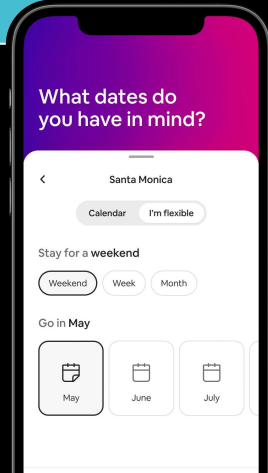 What dates do
you have in mind?
Santa Monica
Calendar I'm flexible
Stay for a weekend
Weekend Week Month
Go in May
May June July